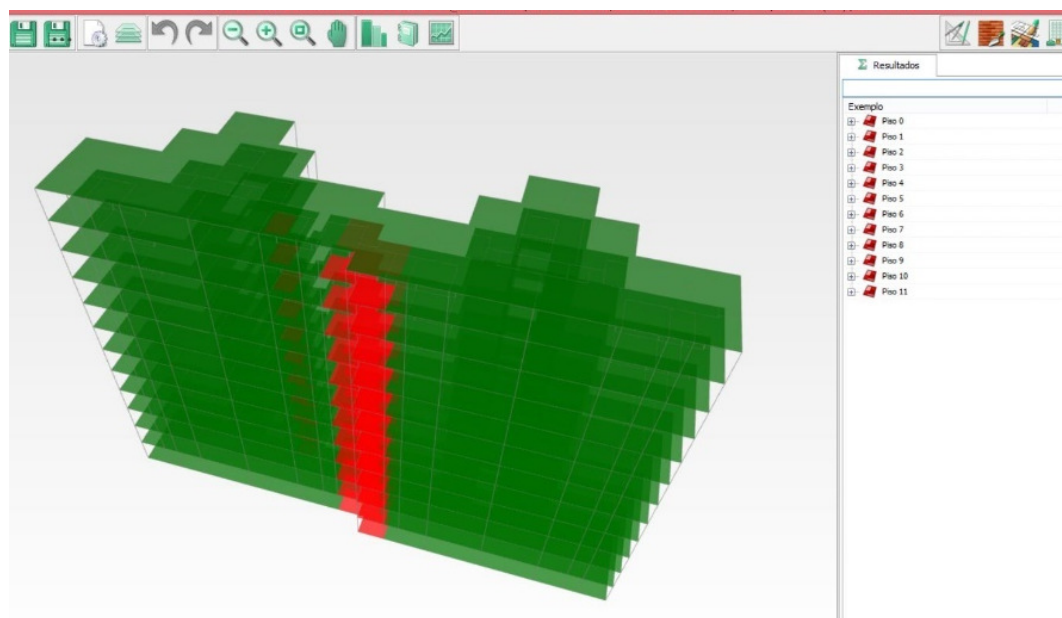 Σ Resultados
Exemplo
Piso 0
Piso 1
Piso 2
Piso 3
Piso 4
Piso 5
Piso 6
Piso 7
Piso 8
Piso 9
Piso 10
Piso 11